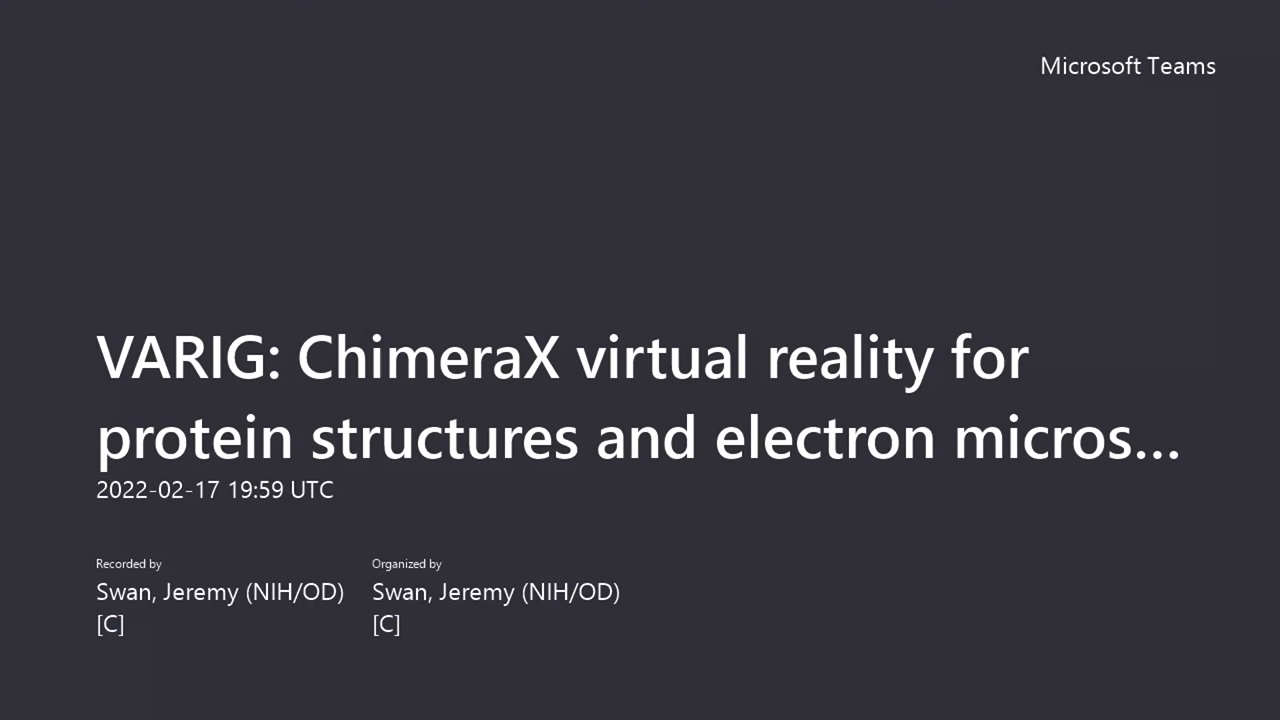 Microsoft Teams
VARIG: ChimeraX virtual reality for
protein structures and electron micros...
2022-02-17 19:59 UTC
Recorded by
Swan, Jeremy (NIH/OD)
[C]
Organized by
Swan, Jeremy (NIH/OD)
[C]